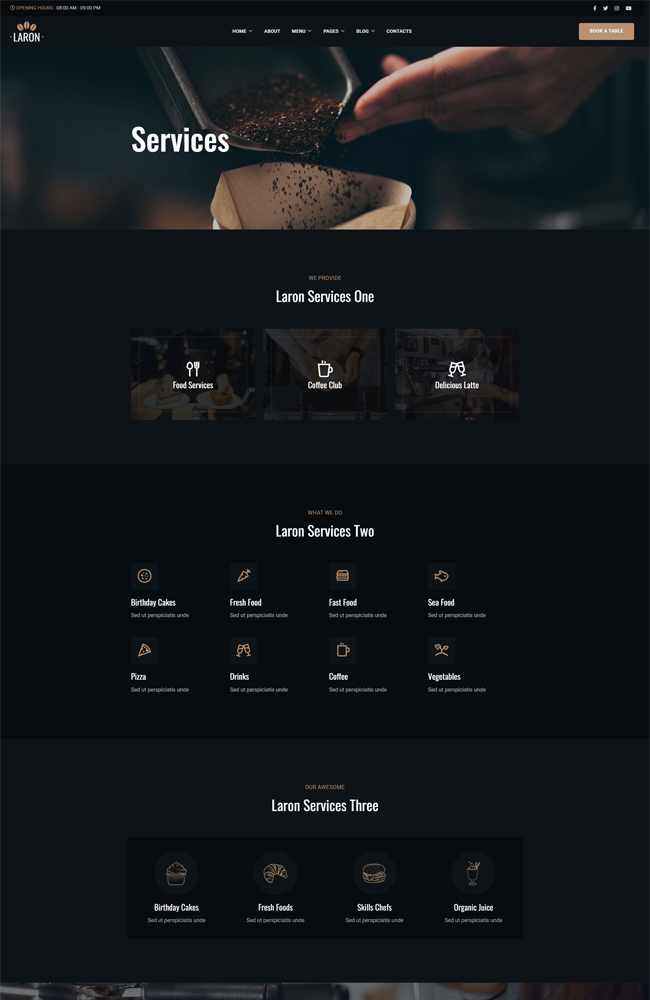 OPENING HOURS : 08:00 AM - 09:00 PM
LARON
HOME ABOUT MENU PAGES BLOG CONTACTS
BOOK A TABLE
Services
WE PROVIDE
Laron Services One
Food Services
Coffee Club
Delicious Latte
WHAT WE DO
Laron Services Two
Birthday Cakes
Sed ut perspiciatis unde
Fresh Food
Sed ut perspiciatis unde
Fast Food
Sed ut perspiciatis unde
Sea Food
Sed ut perspiciatis unde
Pizza
Sed ut perspiciatis unde
Drinks
Sed ut perspiciatis unde
Coffee
Sed ut perspiciatis unde
Vegetables
Sed ut perspiciatis unde
OUR AWESOME
Laron Services Three
Birthday Cakes
Sed ut perspiciatis unde
Fresh Foods
Sed ut perspiciatis unde
Skills Chefs
Sed ut perspiciatis unde
Organic Juice
Sed ut perspiciatis unde